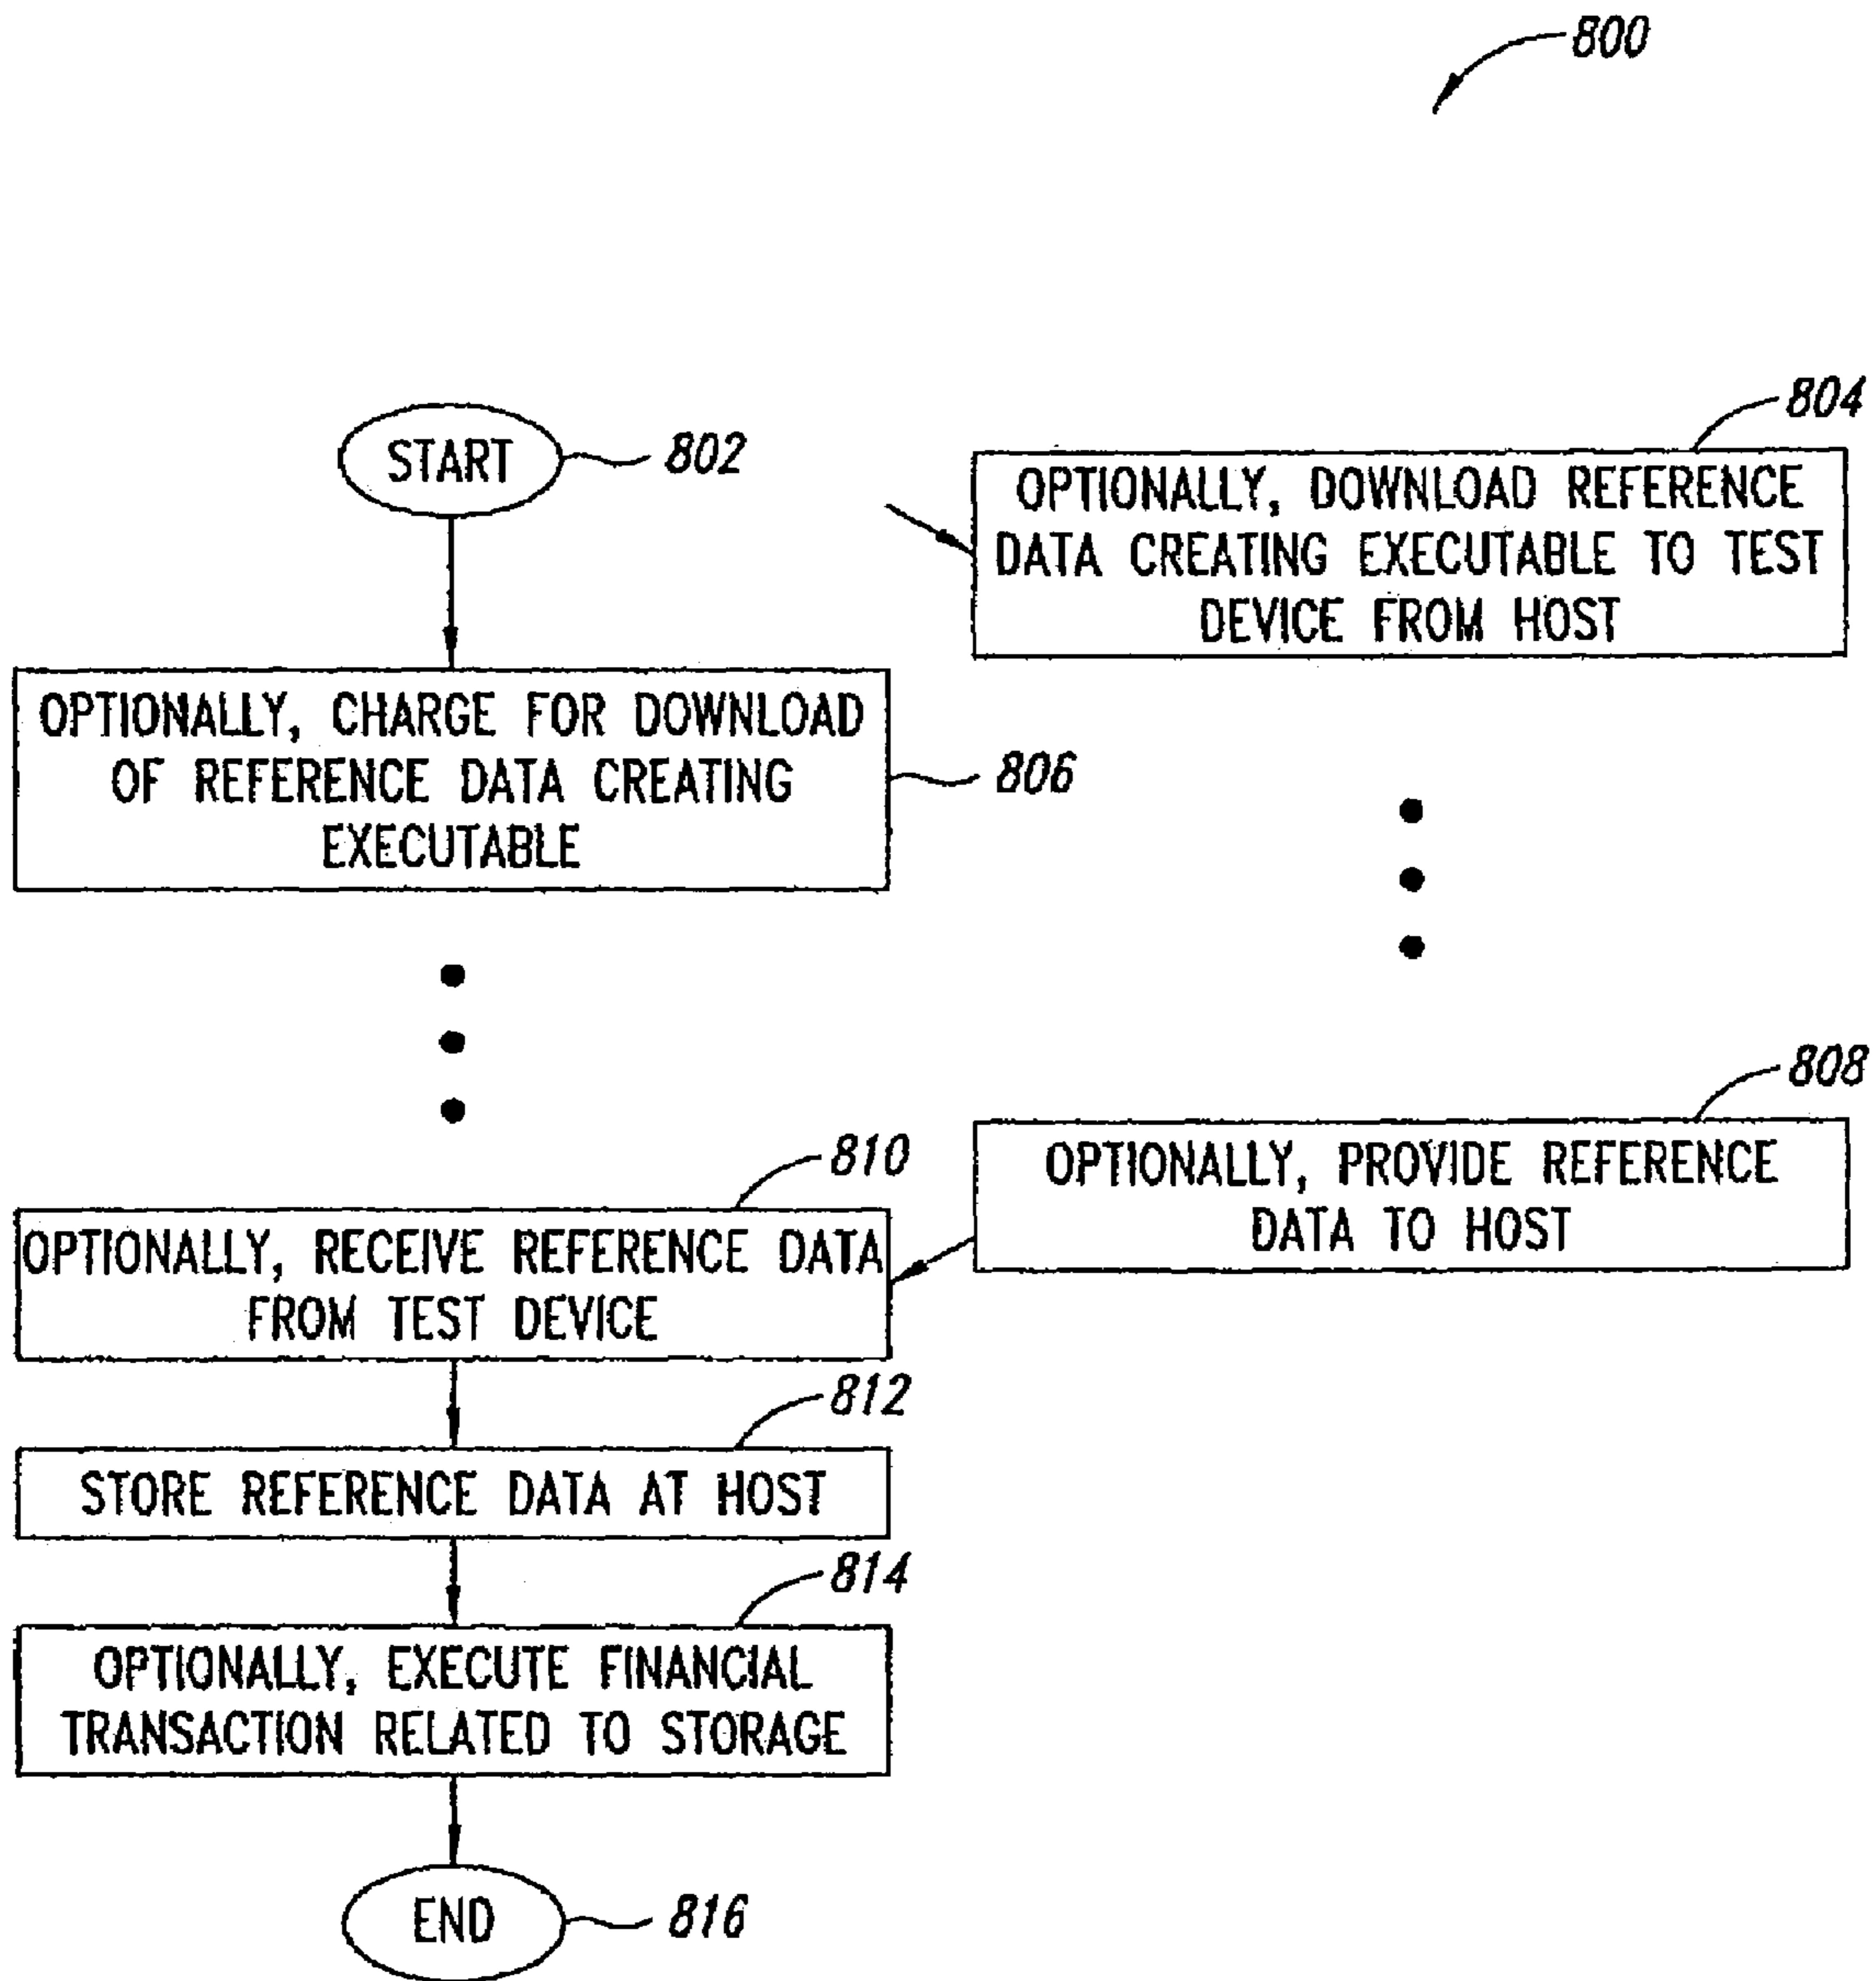 800
START
802
804
OPTIONALLY, DOWNLOAD REFERENCE
DATA CREATING EXECUTABLE TO TEST
DEVICE FROM HOST
OPTIONALLY, CHARGE FOR DOWNLOAD
OF REFERENCE DATA CREATING
EXECUTABLE
806
808
OPTIONALLY, PROVIDE REFERENCE
DATA TO HOST
810
OPTIONALLY, RECEIVE REFERENCE DATA
FROM TEST DEVICE
812
STORE REFERENCE DATA AT HOST
814
OPTIONALLY, EXECUTE FINANCIAL
TRANSACTION RELATED TO STORAGE
END
816